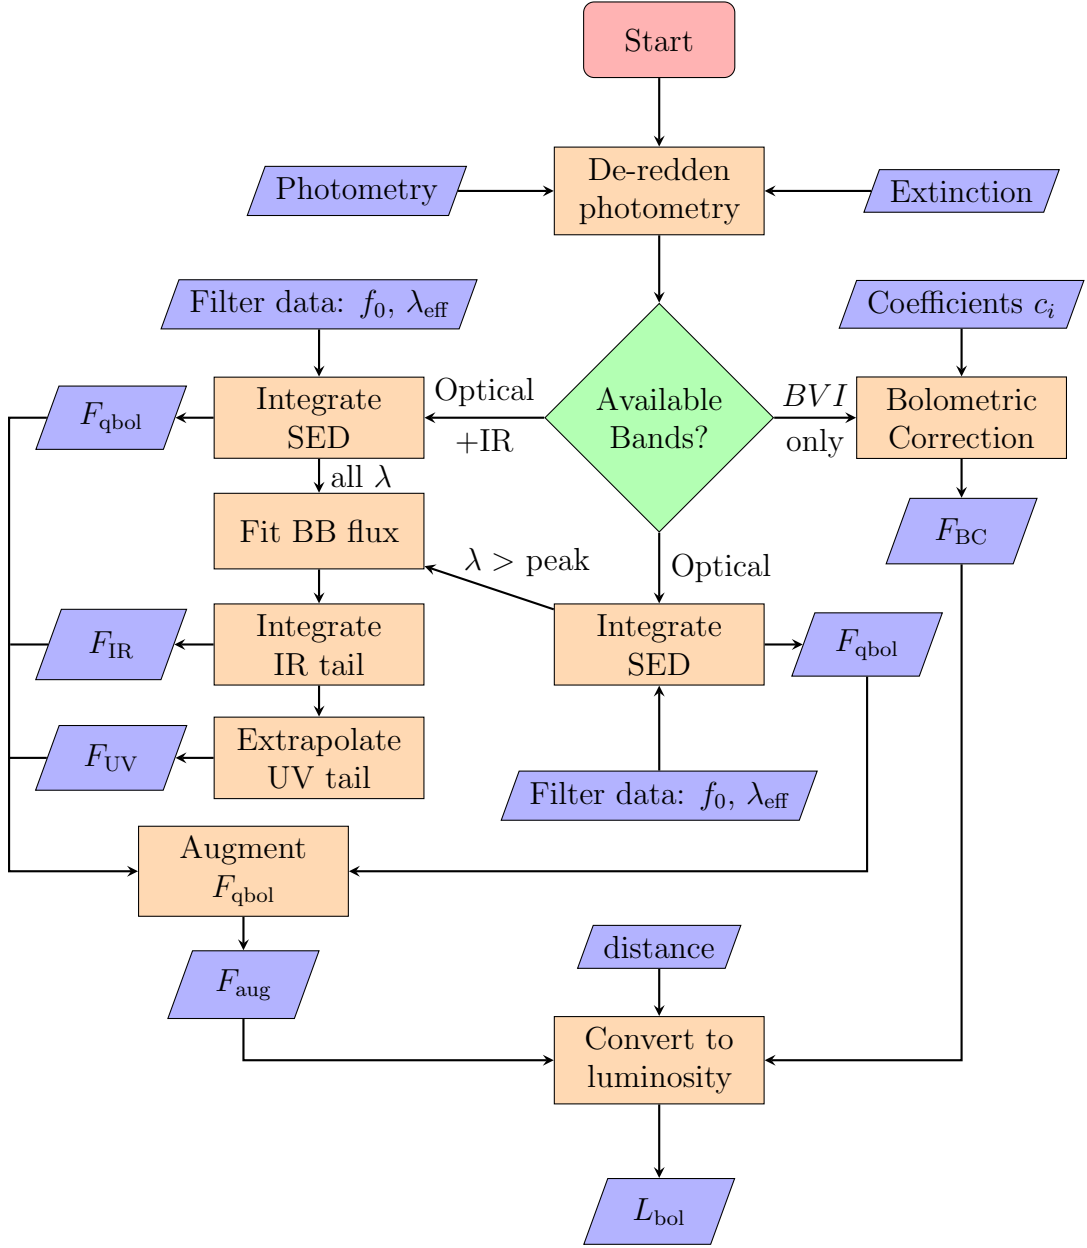 Start
De-redden
photometry
Photometry
Extinction
Filter data: f₀, λeff
Coefficients cᵢ
Fqbol
Integrate
SED
Optical
+IR
Available
Bands?
BVI
only
Bolometric
Correction
all λ
Fit BB flux
λ > peak
Optical
FBC
FIR
Integrate
IR tail
Integrate
SED
Fqbol
FUV
Extrapolate
UV tail
Filter data: f₀, λeff
Augment
Fqbol
distance
Faug
Convert to
luminosity
Lbol